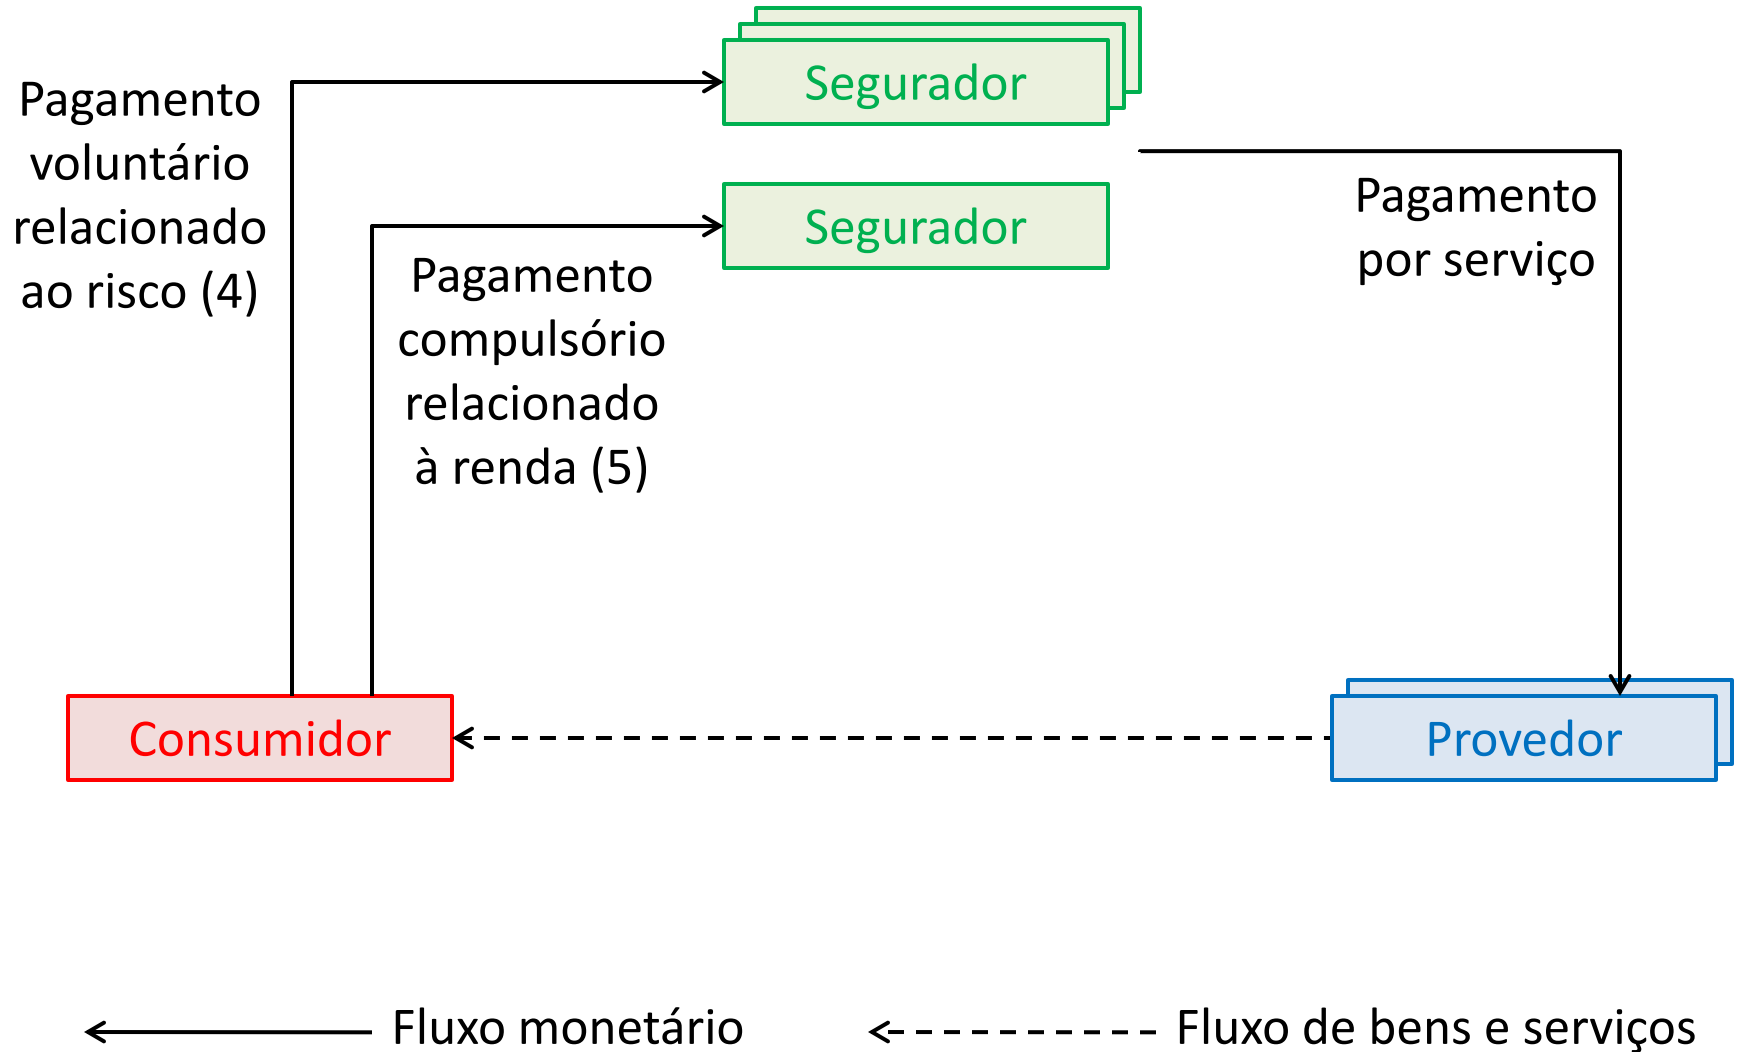 Segurador
Pagamento
voluntário
relacionado
ao risco (4)
Segurador
Pagamento
compulsório
relacionado
à renda (5)
Pagamento
por serviço
Consumidor
Provedor
Fluxo monetário
Fluxo de bens e serviços